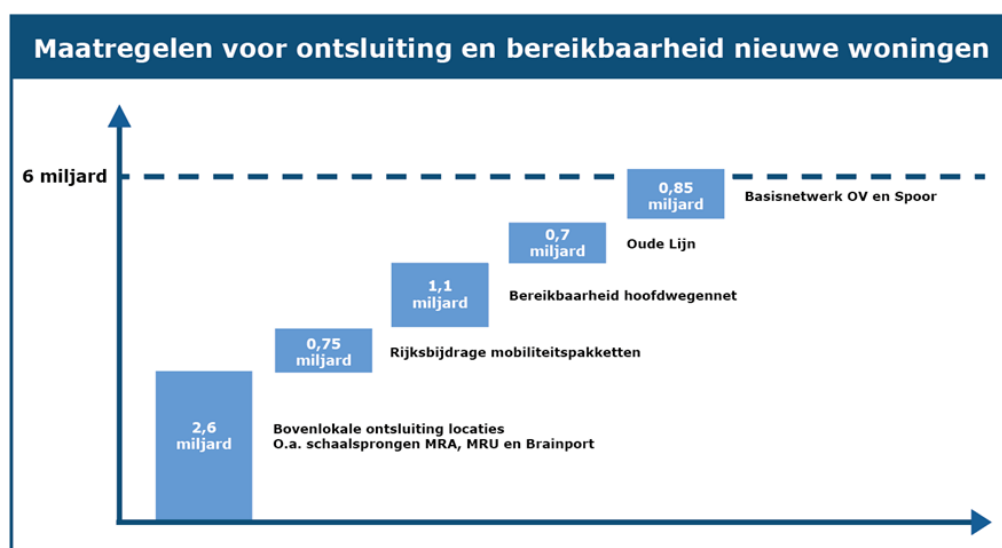 Maatregelen voor ontsluiting en bereikbaarheid nieuwe woningen
6 miljard
0,85
miljard
Basisnetwerk OV en Spoor
0,7
miljard
Oude Lijn
1,1
miljard
Bereikbaarheid hoofdwegennet
0,75
miljard
Rijksbijdrage mobiliteitspakketten
2,6
miljard
Bovenlokale ontsluiting locaties
O.a. schaalsprongen MRA, MRU en Brainport